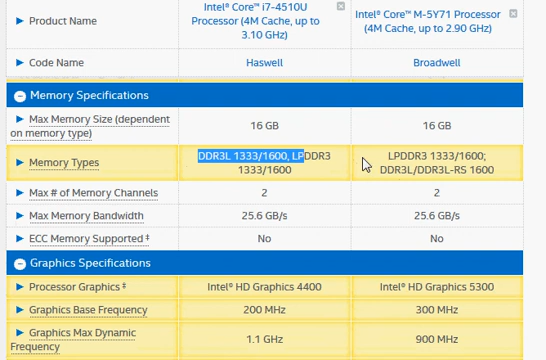 Product Name
Intel® Core™ i7-4510U
Processor (4M Cache, up to
3.10 GHz)
Intel® Core™ M-5Y71 Processor
(4M Cache, up to 2.90 GHz)
Code Name
Haswell
Broadwell
Memory Specifications
Max Memory Size (dependent
on memory type)
16 GB
16 GB
Memory Types
DDR3L 1333/1600, LPDDR3
1333/1600
LPDDR3 1333/1600;
DDR3L/DDR3L-RS 1600
Max # of Memory Channels
2
2
Max Memory Bandwidth
25.6 GB/s
25.6 GB/s
ECC Memory Supported ‡
No
No
Graphics Specifications
Processor Graphics ‡
Intel® HD Graphics 4400
Intel® HD Graphics 5300
Graphics Base Frequency
200 MHz
300 MHz
Graphics Max Dynamic
Frequency
1.1 GHz
900 MHz